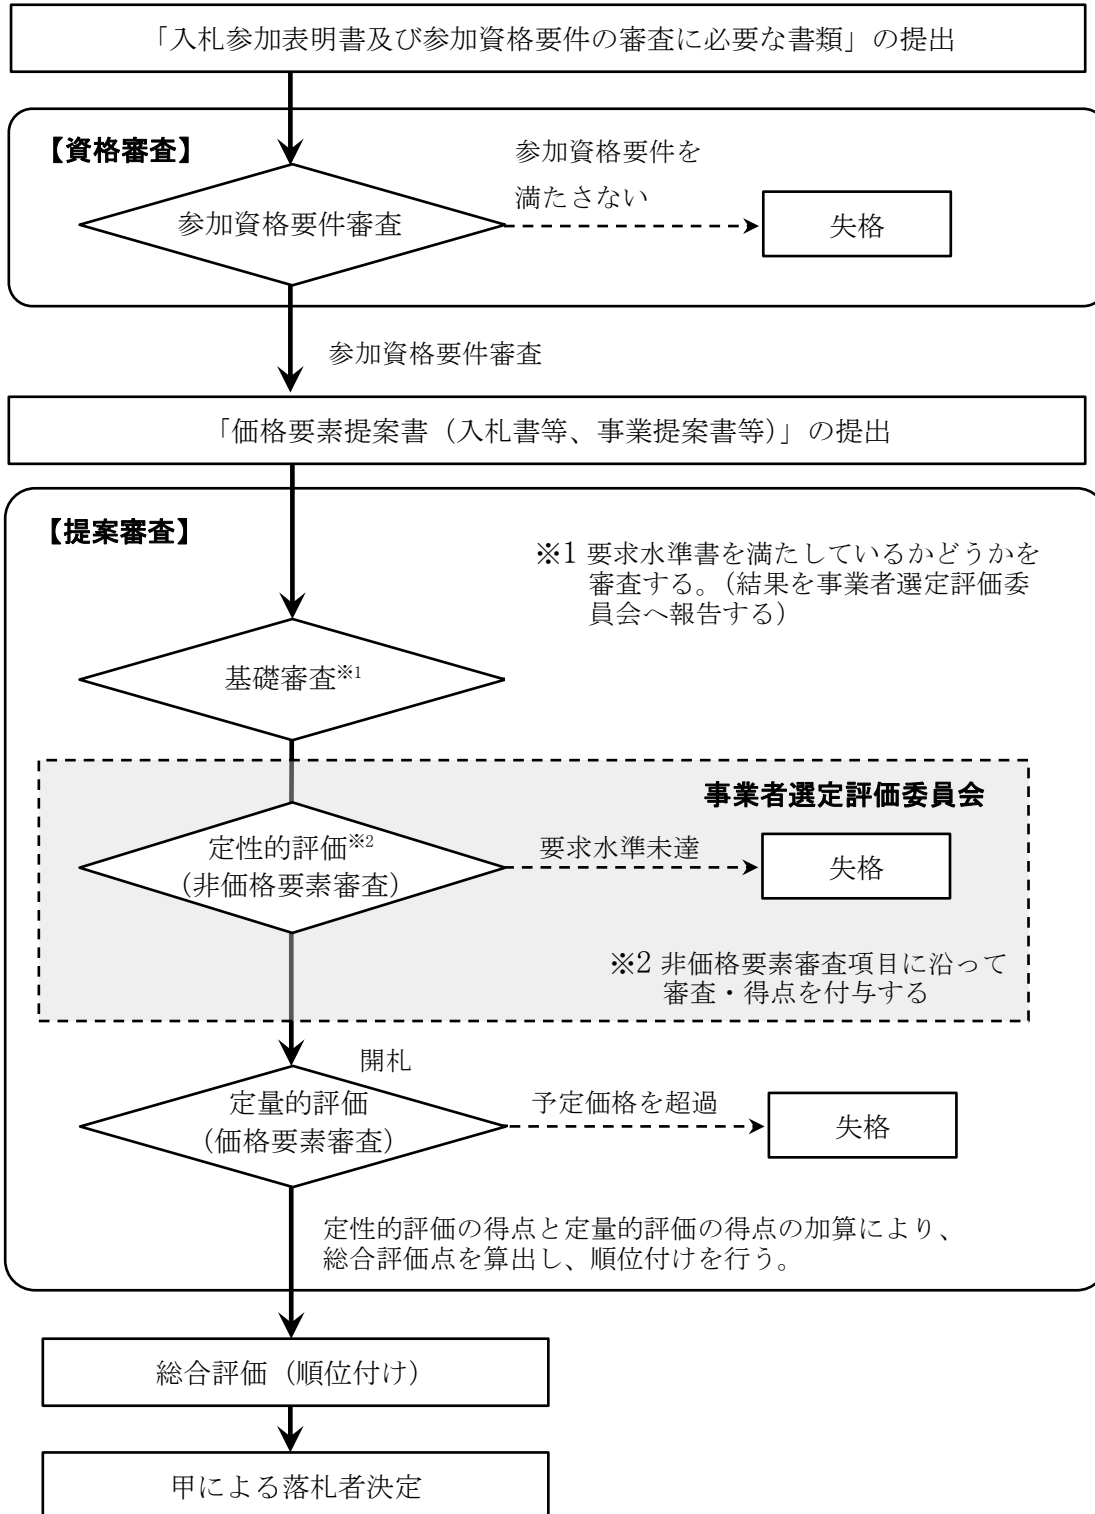 「入札参加表明書及び参加資格要件の審査に必要な書類」の提出
【資格審査】
参加資格要件を
満たさない
参加資格要件審査
失格
参加資格要件審査
「価格要素提案書（入札書等、事業提案書等）」の提出
【提案審査】
※1 要求水準書を満たしているかどうかを
審査する。（結果を事業者選定評価委
員会へ報告する）
基礎審査※1
事業者選定評価委員会
定性的評価※2
（非価格要素審査）
要求水準未達
失格
※2 非価格要素審査項目に沿って
審査・得点を付与する
開札
定量的評価
（価格要素審査）
予定価格を超過
失格
定性的評価の得点と定量的評価の得点の加算により、
総合評価点を算出し、順位付けを行う。
総合評価（順位付け）
甲による落札者決定